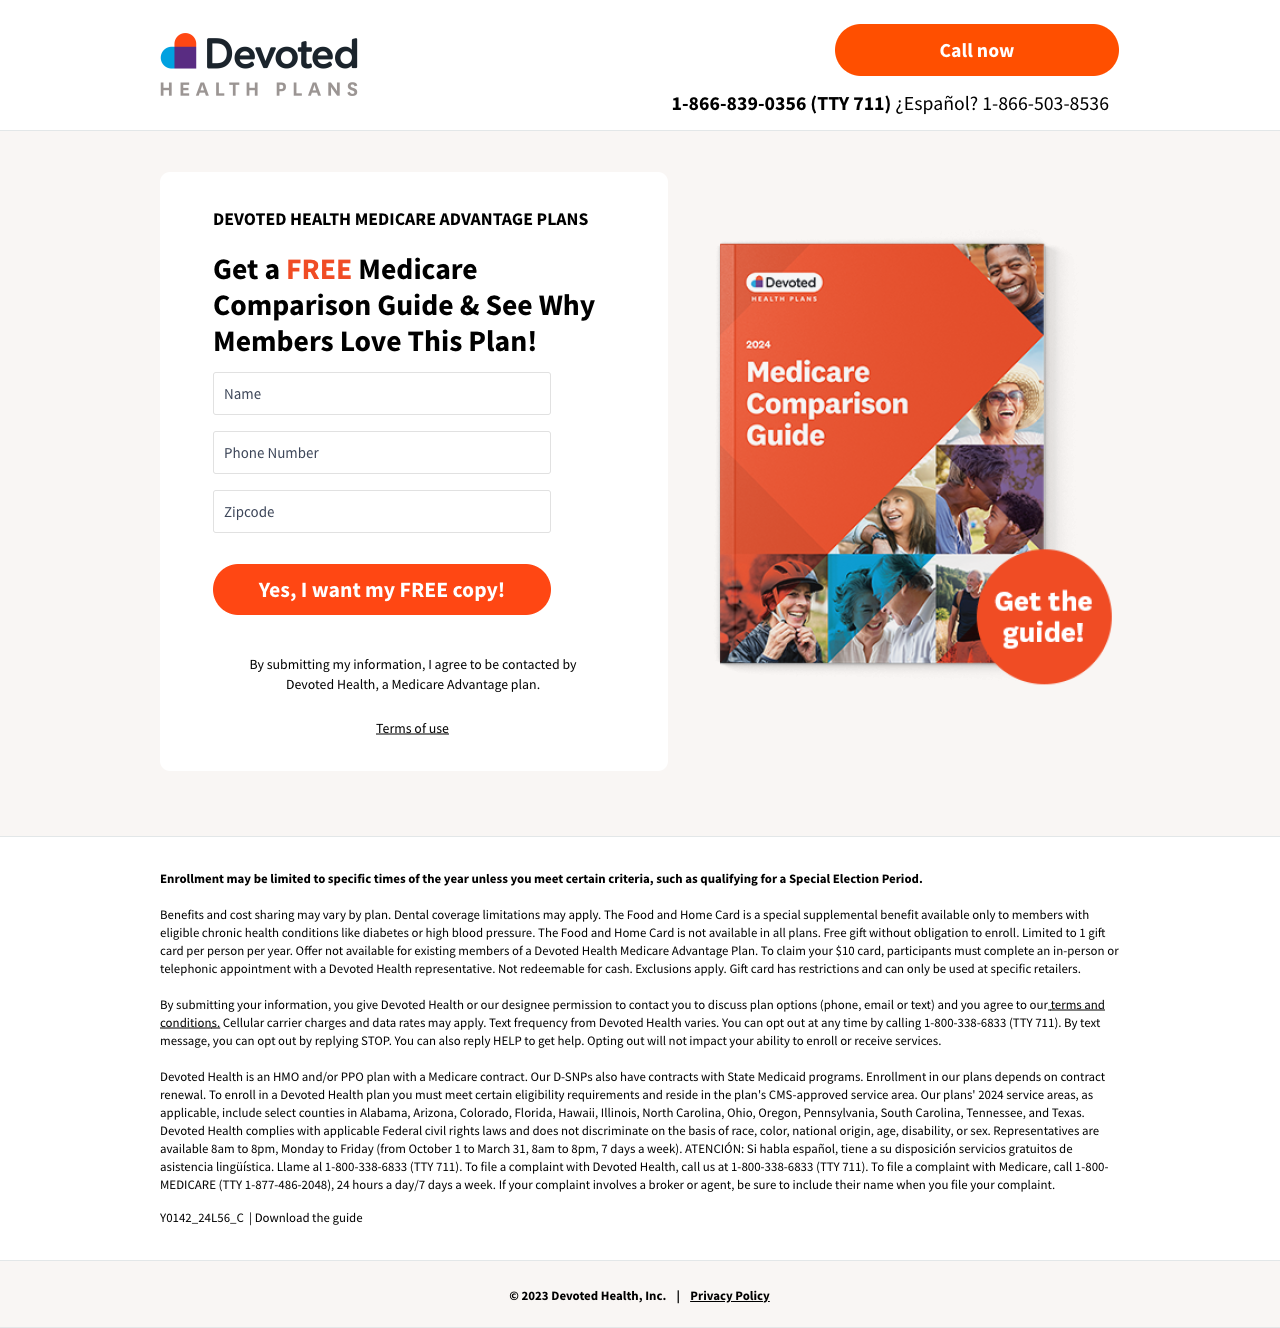 Devoted
HEALTH PLANS
Call now
1-866-839-0356 (TTY 711) ¿Español? 1-866-503-8536
DEVOTED HEALTH MEDICARE ADVANTAGE PLANS
Get a FREE Medicare
Comparison Guide & See Why
Members Love This Plan!
Name
Phone Number
Zipcode
Yes, I want my FREE copy!
By submitting my information, I agree to be contacted by
Devoted Health, a Medicare Advantage plan.
Terms of use
Devoted
HEALTH PLANS
2024
Medicare
Comparison
Guide
Get the
guide!
Enrollment may be limited to specific times of the year unless you meet certain criteria, such as qualifying for a Special Election Period.
Benefits and cost sharing may vary by plan. Dental coverage limitations may apply. The Food and Home Card is a special supplemental benefit available only to members with
eligible chronic health conditions like diabetes or high blood pressure. The Food and Home Card is not available in all plans. Free gift without obligation to enroll. Limited to 1 gift
card per person per year. Offer not available for existing members of a Devoted Health Medicare Advantage Plan. To claim your $10 card, participants must complete an in-person or
telephonic appointment with a Devoted Health representative. Not redeemable for cash. Exclusions apply. Gift card has restrictions and can only be used at specific retailers.
By submitting your information, you give Devoted Health or our designee permission to contact you to discuss plan options (phone, email or text) and you agree to our terms and
conditions. Cellular carrier charges and data rates may apply. Text frequency from Devoted Health varies. You can opt out at any time by calling 1-800-338-6833 (TTY 711). By text
message, you can opt out by replying STOP. You can also reply HELP to get help. Opting out will not impact your ability to enroll or receive services.
Devoted Health is an HMO and/or PPO plan with a Medicare contract. Our D-SNPs also have contracts with State Medicaid programs. Enrollment in our plans depends on contract
renewal. To enroll in a Devoted Health plan you must meet certain eligibility requirements and reside in the plan's CMS-approved service area. Our plans' 2024 service areas, as
applicable, include select counties in Alabama, Arizona, Colorado, Florida, Hawaii, Illinois, North Carolina, Ohio, Oregon, Pennsylvania, South Carolina, Tennessee, and Texas.
Devoted Health complies with applicable Federal civil rights laws and does not discriminate on the basis of race, color, national origin, age, disability, or sex. Representatives are
available 8am to 8pm, Monday to Friday (from October 1 to March 31, 8am to 8pm, 7 days a week). ATENCIÓN: Si habla español, tiene a su disposición servicios gratuitos de
asistencia lingüística. Llame al 1-800-338-6833 (TTY 711). To file a complaint with Devoted Health, call us at 1-800-338-6833 (TTY 711). To file a complaint with Medicare, call 1-800-
MEDICARE (TTY 1-877-486-2048), 24 hours a day/7 days a week. If your complaint involves a broker or agent, be sure to include their name when you file your complaint.
Y0142_24L56_C | Download the guide
© 2023 Devoted Health, Inc. | Privacy Policy